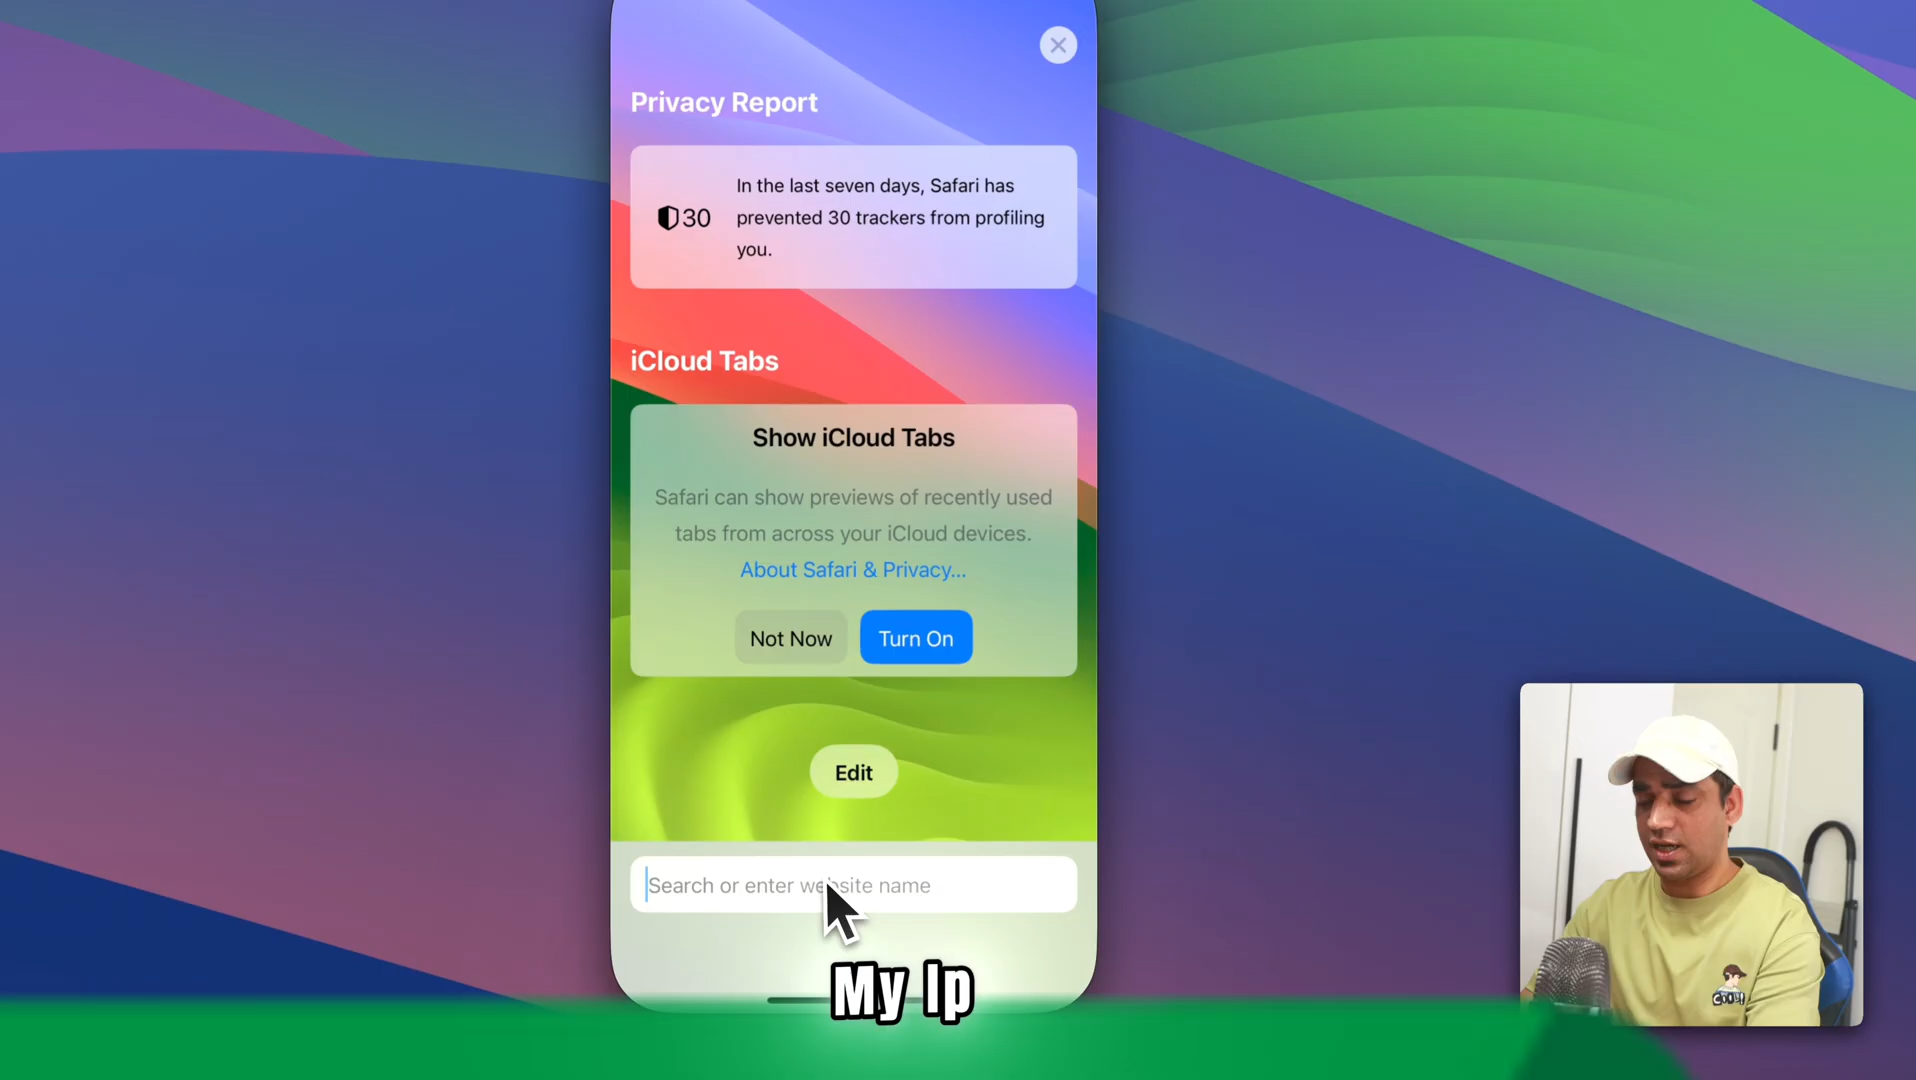 Privacy Report
30
In the last seven days, Safari has
prevented 30 trackers from profiling
you.
iCloud Tabs
Show iCloud Tabs
Safari can show previews of recently used
tabs from across your iCloud devices.
About Safari & Privacy...
Not Now
Turn On
Edit
Search or enter website name
My Ip
COOL!